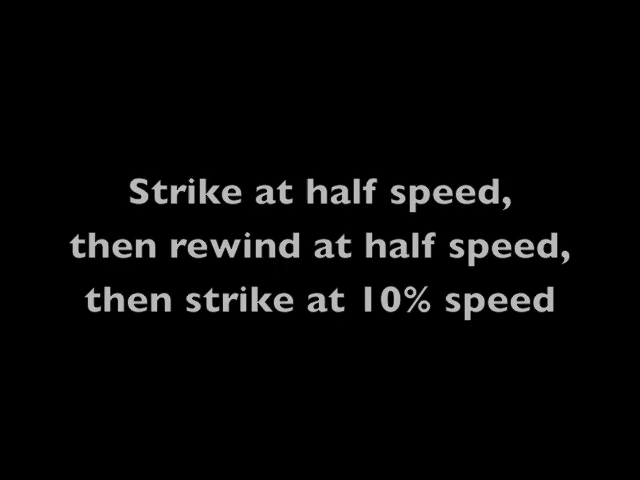 Strike at half speed,
then rewind at half speed,
then strike at 10% speed